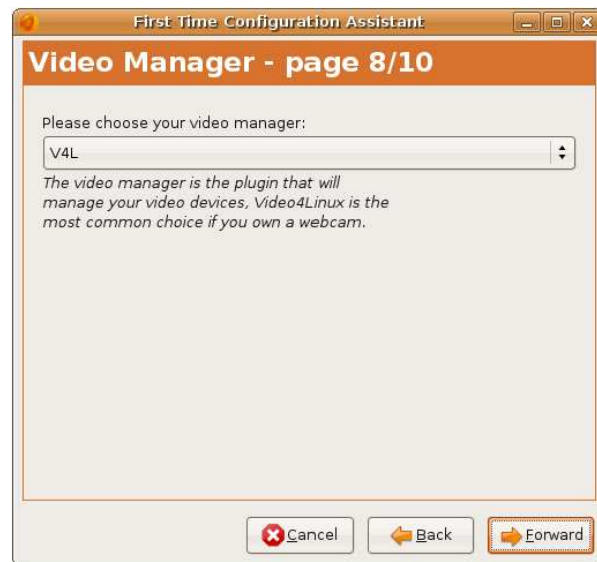 First Time Configuration Assistant
Video Manager - page 8/10
Please choose your video manager:
V4L
The video manager is the plugin that will
manage your video devices, Video4Linux is the
most common choice if you own a webcam.
Cancel
Back
Forward